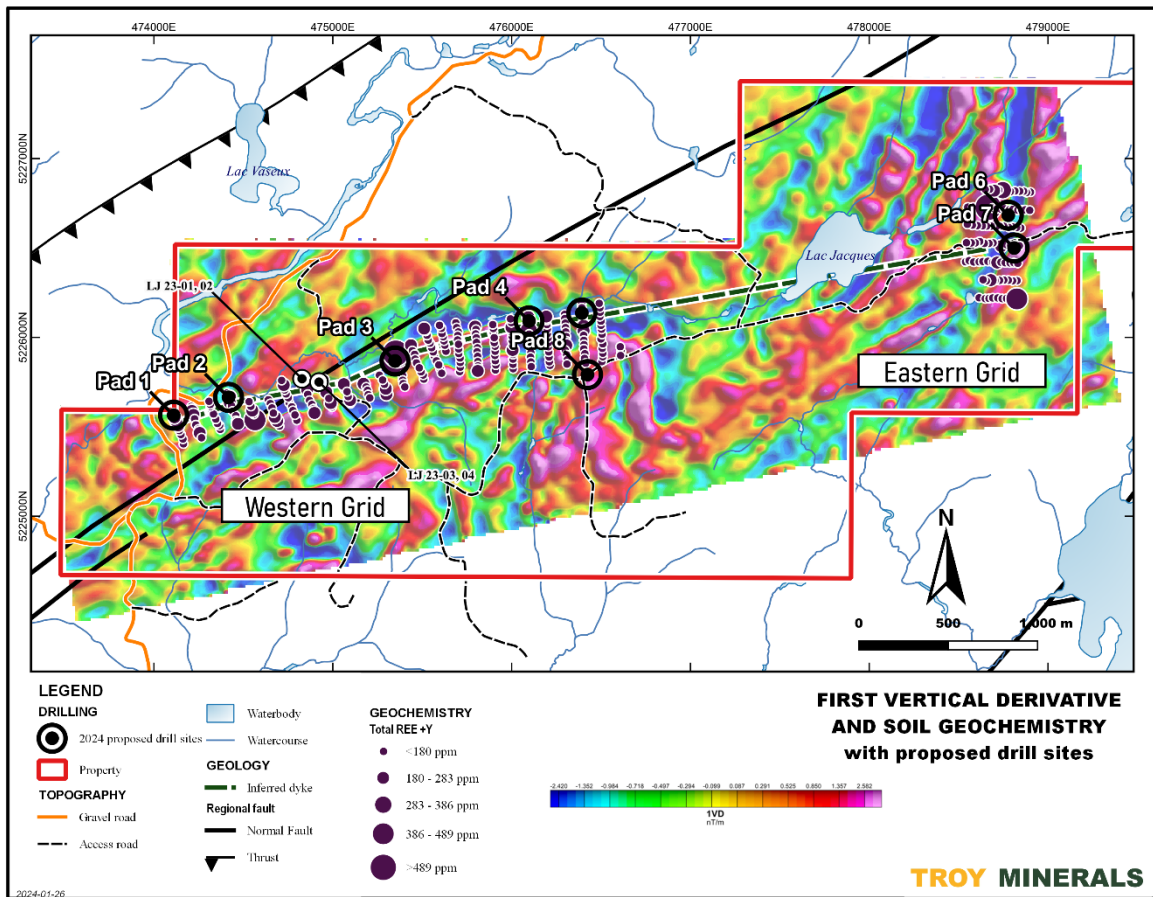 474000E 475000E 476000E 477000E 478000E 479000E
5227000N
5226000N
5225000N
Lac Vaseux
Lac Jacques
LJ 23-01, 02
LJ 23-03, 04
Pad 1
Pad 2
Pad 3
Pad 4
Pad 8
Pad 6
Pad 7
Western Grid
Eastern Grid
N
0 500 1,000 m
LEGEND
DRILLING
2024 proposed drill sites
Property
TOPOGRAPHY
Gravel road
Access road
Waterbody
Watercourse
GEOLOGY
Inferred dyke
Regional fault
Normal Fault
Thrust
GEOCHEMISTRY
Total REE +Y
<180 ppm
180 - 283 ppm
283 - 386 ppm
386 - 489 ppm
>489 ppm
-2.420 -1.352 -0.984 -0.718 -0.497 -0.294 -0.099 0.099 0.291 0.525 0.850 1.357 2.582
1VD
nT/m
FIRST VERTICAL DERIVATIVE
AND SOIL GEOCHEMISTRY
with proposed drill sites
TROY MINERALS
2024-01-26